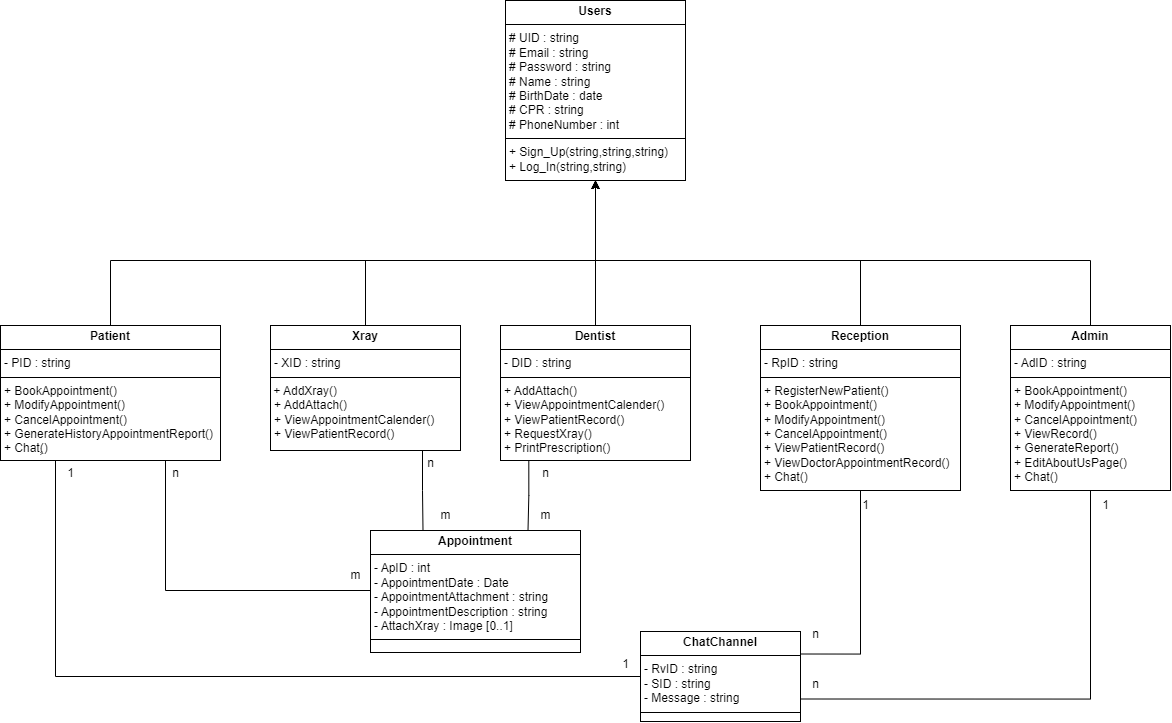 Users
# UID : string
# Email : string
# Password : string
# Name : string
# BirthDate : date
# CPR : string
# PhoneNumber : int
+ Sign_Up(string,string,string)
+ Log_In(string,string)
Patient
- PID : string
+ BookAppointment()
+ ModifyAppointment()
+ CancelAppointment()
+ GenerateHistoryAppointmentReport()
+ Chat()
Xray
- XID : string
+ AddXray()
+ AddAttach()
+ ViewAppointmentCalender()
+ ViewPatientRecord()
Dentist
- DID : string
+ AddAttach()
+ ViewAppointmentCalender()
+ ViewPatientRecord()
+ RequestXray()
+ PrintPrescription()
Reception
- RpID : string
+ RegisterNewPatient()
+ BookAppointment()
+ ModifyAppointment()
+ CancelAppointment()
+ ViewPatientRecord()
+ ViewDoctorAppointmentRecord()
+ Chat()
Admin
- AdID : string
+ BookAppointment()
+ ModifyAppointment()
+ CancelAppointment()
+ ViewRecord()
+ GenerateReport()
+ EditAboutUsPage()
+ Chat()
1
n
n
n
1
1
m
m
m
Appointment
- ApID : int
- AppointmentDate : Date
- AppointmentAttachment : string
- AppointmentDescription : string
- AttachXray : Image [0..1]
n
1
n
ChatChannel
- RvID : string
- SID : string
- Message : string